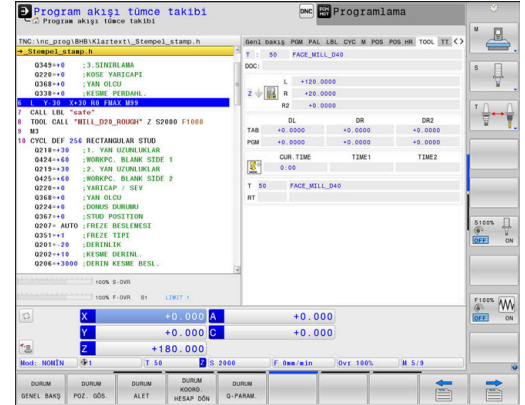 Program akışı tümce takibi
Program akışı tümce takibi
DNC
Programlama
TNC:\nc_prog\BHB\Klartext\_Stempel_stamp.h
→_Stempel_stamp.h
Q349=+0 ;3.SINIRLAMA
Q220=+0 ;KOSE YARICAPI
Q368=+0 ;YAN OLCU
Q338=+0 ;KESME PERDAHL.
6 L Y-30 X+30 R0 FMAX M99
7 CALL LBL "safe"
8 TOOL CALL "MILL_D20_ROUGH" Z S2000 F1000
9 M3
10 CYCL DEF 256 RECTANGULAR STUD
Q218=+30 ;1. YAN UZUNLUKLAR
Q424=+60 ;WORKPC. BLANK SIDE 1
Q219=+30 ;2. YAN UZUNLUKLAR
Q425=+60 ;WORKPC. BLANK SIDE 2
Q220=+0 ;YARICAP / SEV
Q368=+0 ;YAN OLCU
Q224=+0 ;DONUS DURUMU
Q367=+0 ;STUD POSITION
Q207= AUTO ;FREZE BESLEMESI
Q351=+1 ;FREZE TIPI
Q201=-20 ;DERINLIK
Q202=+10 ;KESME DERINL.
Q206=+3000 ;DERIN KESME BESL.
100% S-OVR
100% F-OVR S1 LIMIT 1
Genl bakış PGM PAL LBL CYC M POS POS HR TOOL TT
T : 50 FACE_MILL_D40
DOC:
Z L +120.0000
R +20.0000
R2 +0.0000
DL DR DR2
TAB +0.0000 +0.0000 +0.0000
PGM +0.0000 +0.0000 +0.0000
CUR.TIME TIME1 TIME2
0:00
T 50 FACE_MILL_D40
RT
X +0.000 A +0.000
Y +0.000 C +0.000
Z +180.000
Mod: NOMİN 1 T 50 Z S 2000 F 0mm/min Ovr 100% M 5/9
DURUM GENEL BAKŞ
DURUM POZ. GÖS.
DURUM ALET
DURUM KOORD. HESAP DÖN
DURUM Q-PARAM.
M
S
T
S100%
OFF ON
F100%
OFF ON